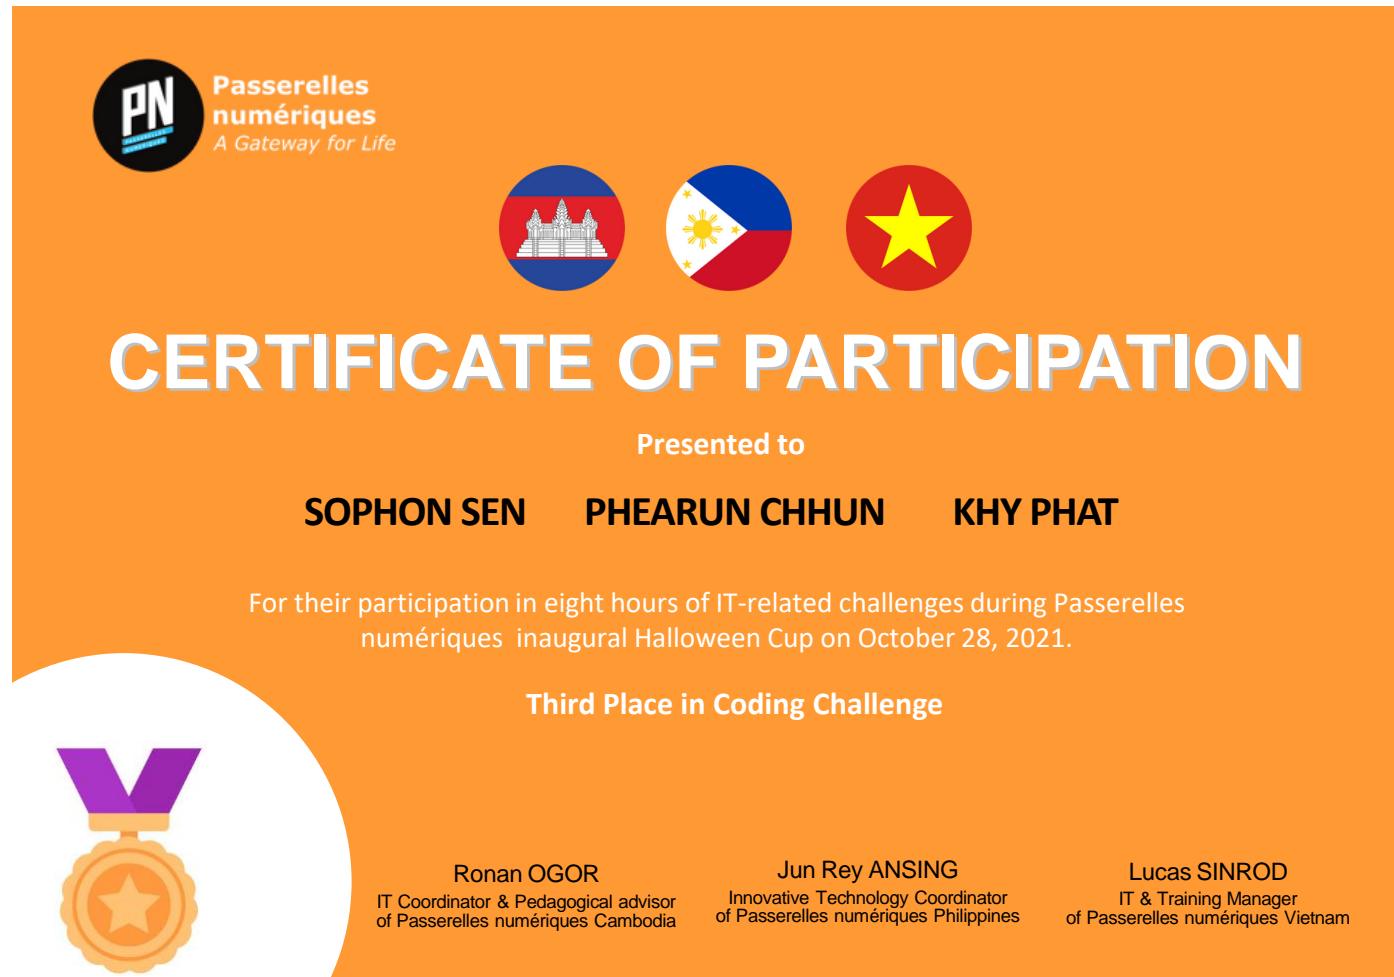 PN
PASSERELLES
NUMERIQUES
Passerelles
numériques
A Gateway for Life
CERTIFICATE OF PARTICIPATION
Presented to
SOPHON SEN PHEARUN CHHUN KHY PHAT
For their participation in eight hours of IT-related challenges during Passerelles
numériques inaugural Halloween Cup on October 28, 2021.
Third Place in Coding Challenge
Ronan OGOR
IT Coordinator & Pedagogical advisor
of Passerelles numériques Cambodia
Jun Rey ANSING
Innovative Technology Coordinator
of Passerelles numériques Philippines
Lucas SINROD
IT & Training Manager
of Passerelles numériques Vietnam